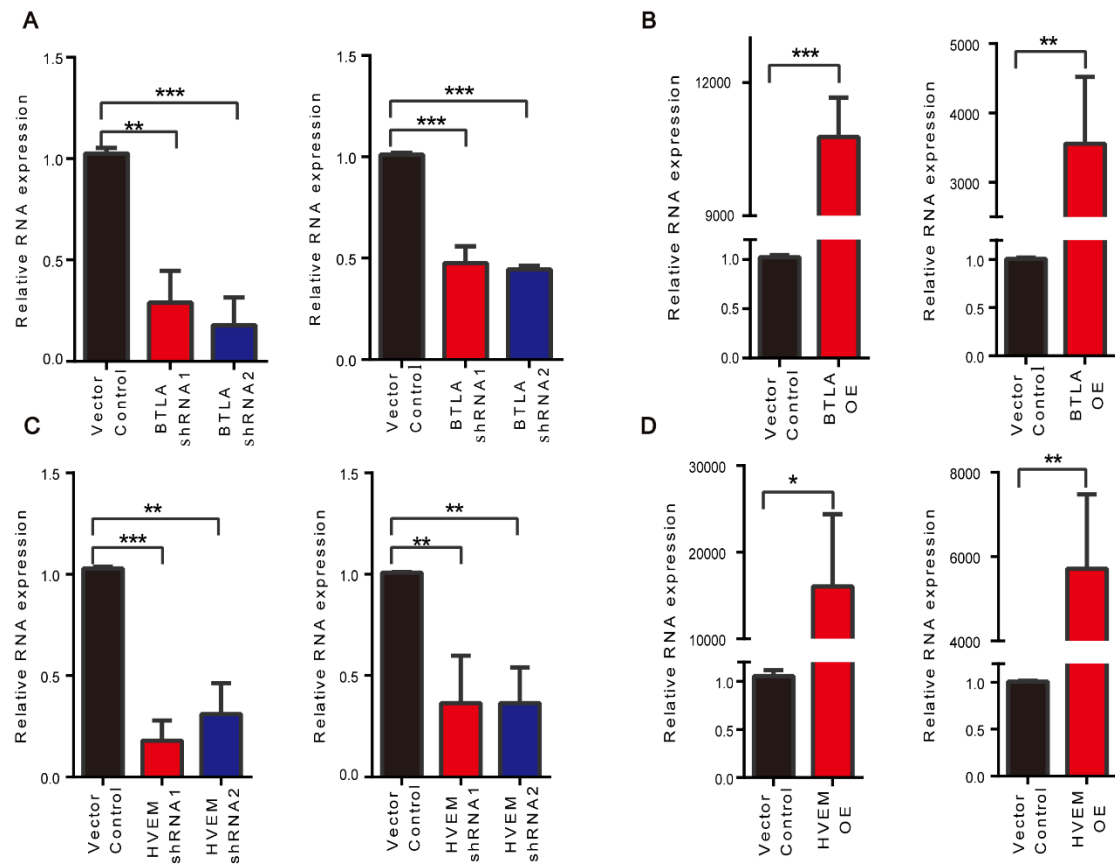 A
Relative RNA expression
1.5
1.0
0.5
0.0
***
**
Vector
Control
BTLA
shRNA1
BTLA
shRNA2
Relative RNA expression
1.5
1.0
0.5
0.0
***
***
Vector
Control
BTLA
shRNA1
BTLA
shRNA2
B
Relative RNA expression
12000
9000
1.0
0.5
0.0
***
Vector
Control
BTLA
OE
Relative RNA expression
5000
4000
3000
1.0
0.5
0.0
**
Vector
Control
BTLA
OE
C
Relative RNA expression
1.5
1.0
0.5
0.0
**
***
Vector
Control
HVEM
shRNA1
HVEM
shRNA2
Relative RNA expression
1.5
1.0
0.5
0.0
**
**
Vector
Control
HVEM
shRNA1
HVEM
shRNA2
D
Relative RNA expression
30000
20000
10000
1.0
0.5
0.0
*
Vector
Control
HVEM
OE
Relative RNA expression
8000
6000
4000
1.0
0.5
0.0
**
Vector
Control
HVEM
OE